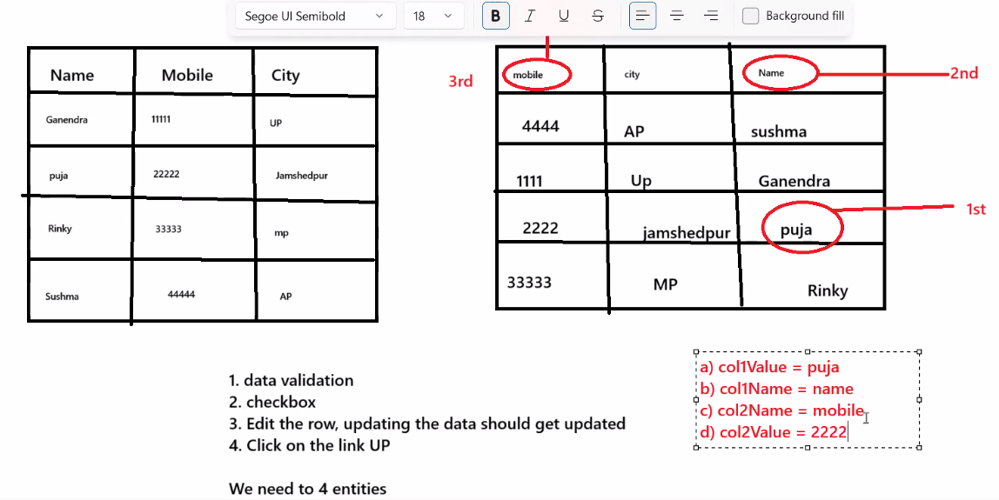 Segoe UI Semibold 18 B I U S Background fill
Name Mobile City
Ganendra 11111 UP
puja 22222 Jamshedpur
Rinky 33333 mp
Sushma 44444 AP
3rd
mobile city Name
2nd
4444 AP sushma
1111 Up Ganendra
1st
2222 jamshedpur puja
33333 MP Rinky
1. data validation
2. checkbox
3. Edit the row, updating the data should get updated
4. Click on the link UP
We need to 4 entities
a) col1Value = puja
b) col1Name = name
c) col2Name = mobile
d) col2Value = 2222